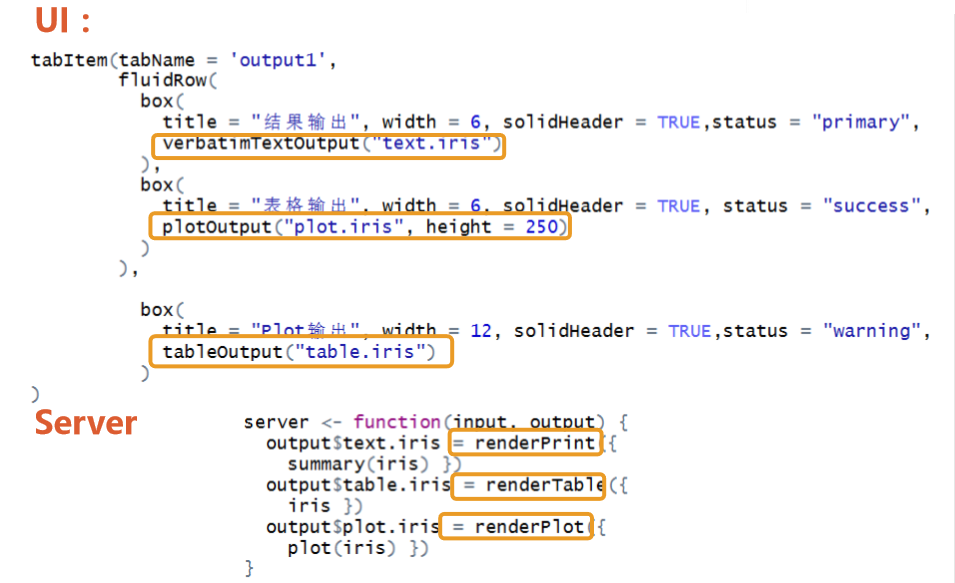 UI：
tabItem(tabName = 'output1',
fluidRow(
box(
title = "结果输出", width = 6, solidHeader = TRUE,status = "primary",
verbatimTextOutput("text.iris")
),
box(
title = "表格输出", width = 6, solidHeader = TRUE, status = "success",
plotOutput("plot.iris", height = 250)
)
),
box(
title = "Plot输出", width = 12, solidHeader = TRUE,status = "warning",
tableOutput("table.iris")
)
)
Server
server <- function(input, output) {
output$text.iris = renderPrint({
summary(iris) })
output$table.iris = renderTable({
iris })
output$plot.iris = renderPlot({
plot(iris) })
}